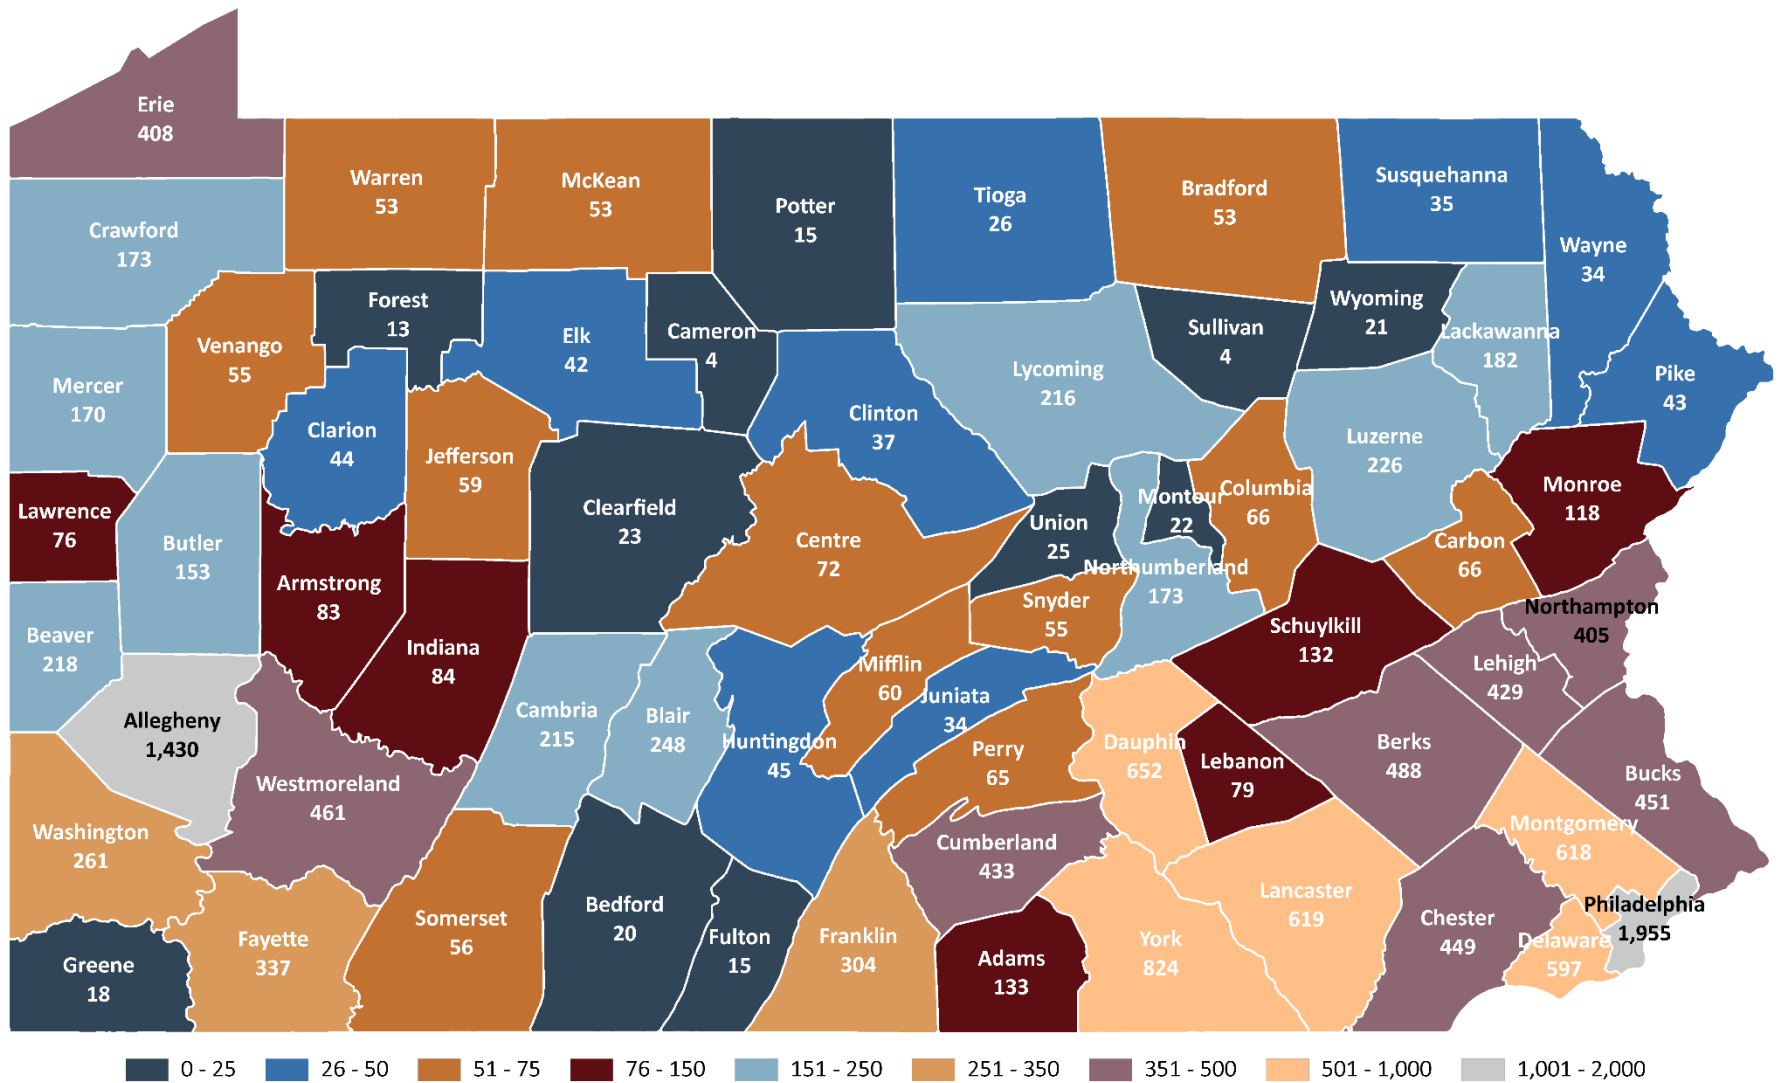 Erie
408
Warren
53
McKean
53
Potter
15
Tioga
26
Bradford
53
Susquehanna
35
Wayne
34
Crawford
173
Forest
13
Elk
42
Cameron
4
Sullivan
4
Wyoming
21
Lackawanna
182
Pike
43
Mercer
170
Venango
55
Clarion
44
Jefferson
59
Clinton
37
Lycoming
216
Luzerne
226
Monroe
118
Lawrence
76
Butler
153
Armstrong
83
Clearfield
23
Centre
72
Union
25
Montour
22
Columbia
66
Northumberland
173
Carbon
66
Northampton
405
Beaver
218
Indiana
84
Snyder
55
Mifflin
60
Juniata
34
Schuylkill
132
Lehigh
429
Allegheny
1,430
Westmoreland
461
Cambria
215
Blair
248
Huntingdon
45
Perry
65
Dauphin
652
Lebanon
79
Berks
488
Bucks
451
Washington
261
Cumberland
433
Montgomery
618
Greene
18
Fayette
337
Somerset
56
Bedford
20
Fulton
15
Franklin
304
Adams
133
York
824
Lancaster
619
Chester
449
Delaware
597
Philadelphia
1,955
0 - 25
26 - 50
51 - 75
76 - 150
151 - 250
251 - 350
351 - 500
501 - 1,000
1,001 - 2,000